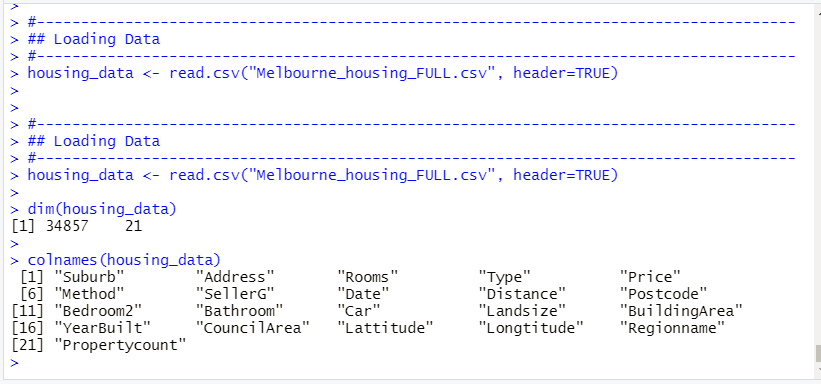 >
> #------------------------------------------------------------------------------------
> ## Loading Data
> #------------------------------------------------------------------------------------
> housing_data <- read.csv("Melbourne_housing_FULL.csv", header=TRUE)
>
>
> #------------------------------------------------------------------------------------
> ## Loading Data
> #------------------------------------------------------------------------------------
> housing_data <- read.csv("Melbourne_housing_FULL.csv", header=TRUE)
>
> dim(housing_data)
[1] 34857    21
>
> colnames(housing_data)
 [1] "Suburb"        "Address"       "Rooms"         "Type"          "Price"
 [6] "Method"        "SellerG"       "Date"          "Distance"      "Postcode"
[11] "Bedroom2"      "Bathroom"      "Car"           "Landsize"      "BuildingArea"
[16] "YearBuilt"     "CouncilArea"   "Lattitude"     "Longtitude"    "Regionname"
[21] "Propertycount"
>